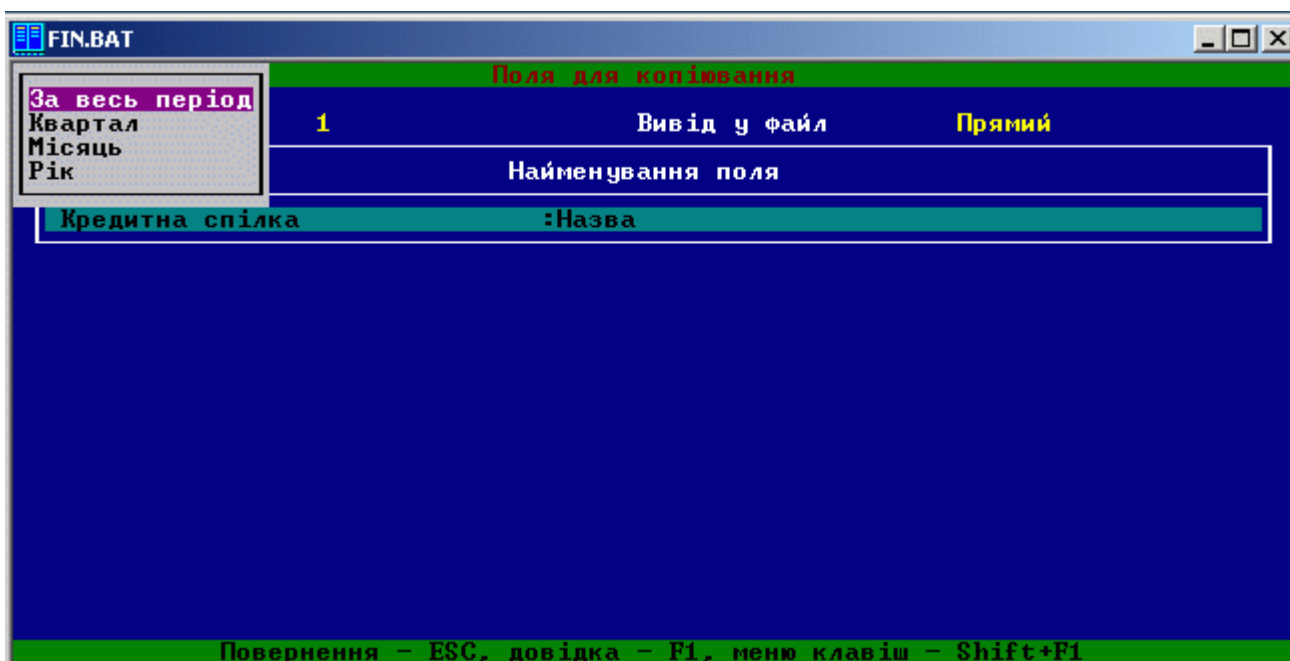 FIN.BAT
Поля для копіювання
За весь період
Квартал
Місяць
Рік
1 Вивід у файл Прямий
Найменування поля
Кредитна спілка :Назва
Повернення - ESC, довідка - F1, меню клавіш - Shift+F1